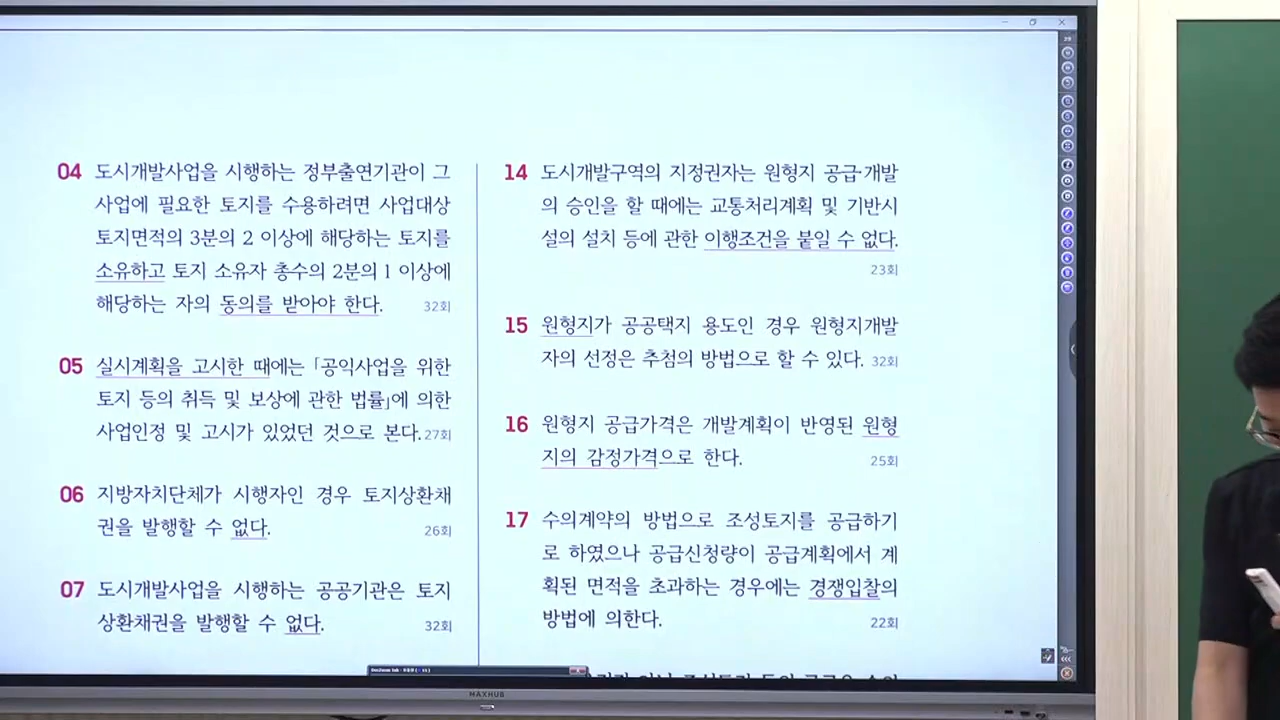 04 도시개발사업을 시행하는 정부출연기관이 그
사업에 필요한 토지를 수용하려면 사업대상
토지면적의 3분의 2 이상에 해당하는 토지를
소유하고 토지 소유자 총수의 2분의 1 이상에
해당하는 자의 동의를 받아야 한다. 32회
05 실시계획을 고시한 때에는 「공익사업을 위한
토지 등의 취득 및 보상에 관한 법률」에 의한
사업인정 및 고시가 있었던 것으로 본다. 27회
06 지방자치단체가 시행자인 경우 토지상환채
권을 발행할 수 없다. 26회
07 도시개발사업을 시행하는 공공기관은 토지
상환채권을 발행할 수 없다. 32회
14 도시개발구역의 지정권자는 원형지 공급·개발
의 승인을 할 때에는 교통처리계획 및 기반시
설의 설치 등에 관한 이행조건을 붙일 수 없다.
23회
15 원형지가 공공택지 용도인 경우 원형지개발
자의 선정은 추첨의 방법으로 할 수 있다. 32회
16 원형지 공급가격은 개발계획이 반영된 원형
지의 감정가격으로 한다. 25회
17 수의계약의 방법으로 조성토지를 공급하기
로 하였으나 공급신청량이 공급계획에서 계
획된 면적을 초과하는 경우에는 경쟁입찰의
방법에 의한다. 22회
MAXHUB